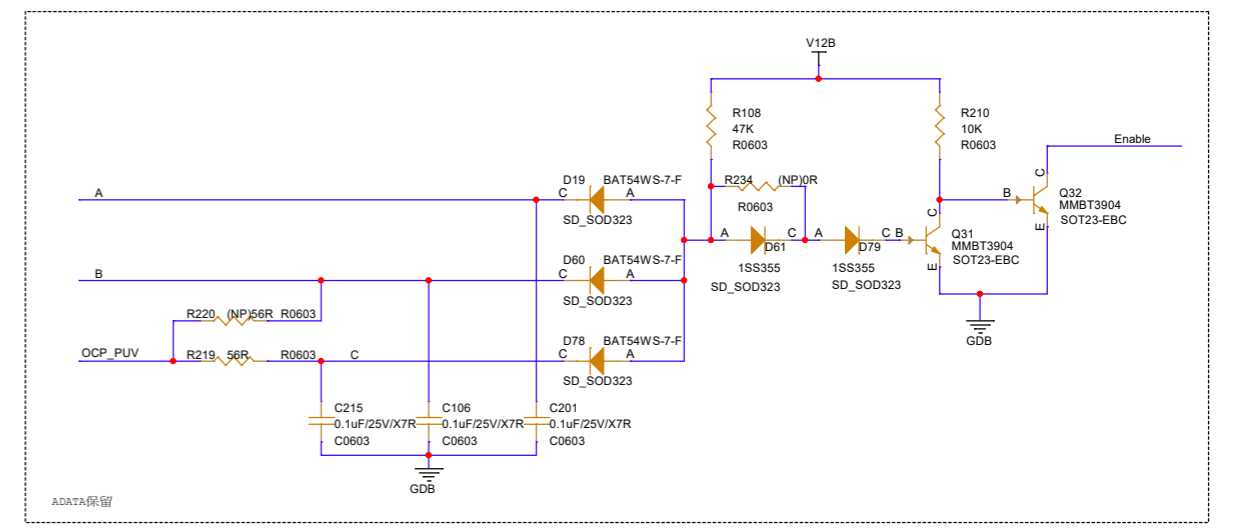 V12B
R108
47K
R0603
R210
10K
R0603
Enable
A
C
D19
BAT54WS-7-F
A
SD_SOD323
R234
(NP)0R
R0603
C
B
Q32
MMBT3904
SOT23-EBC
E
A
D61
C
1SS355
SD_SOD323
A
D79
C
1SS355
SD_SOD323
B
C
Q31
MMBT3904
SOT23-EBC
E
GDB
B
D60
BAT54WS-7-F
C
A
SD_SOD323
R220
(NP)56R
R0603
OCP_PUV
R219
56R
R0603
C
D78
BAT54WS-7-F
C
A
SD_SOD323
C215
0.1uF/25V/X7R
C0603
C106
0.1uF/25V/X7R
C0603
C201
0.1uF/25V/X7R
C0603
GDB
ADATA保留